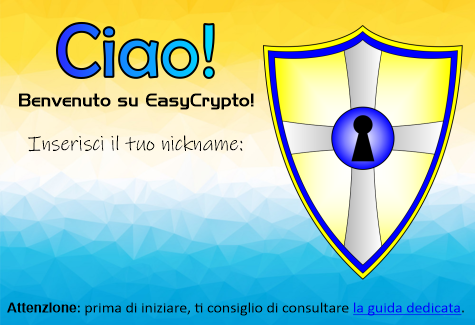 Ciao!
Benvenuto su EasyCrypto!
Inserisci il tuo nickname:
Attenzione: prima di iniziare, ti consiglio di consultare la guida dedicata.